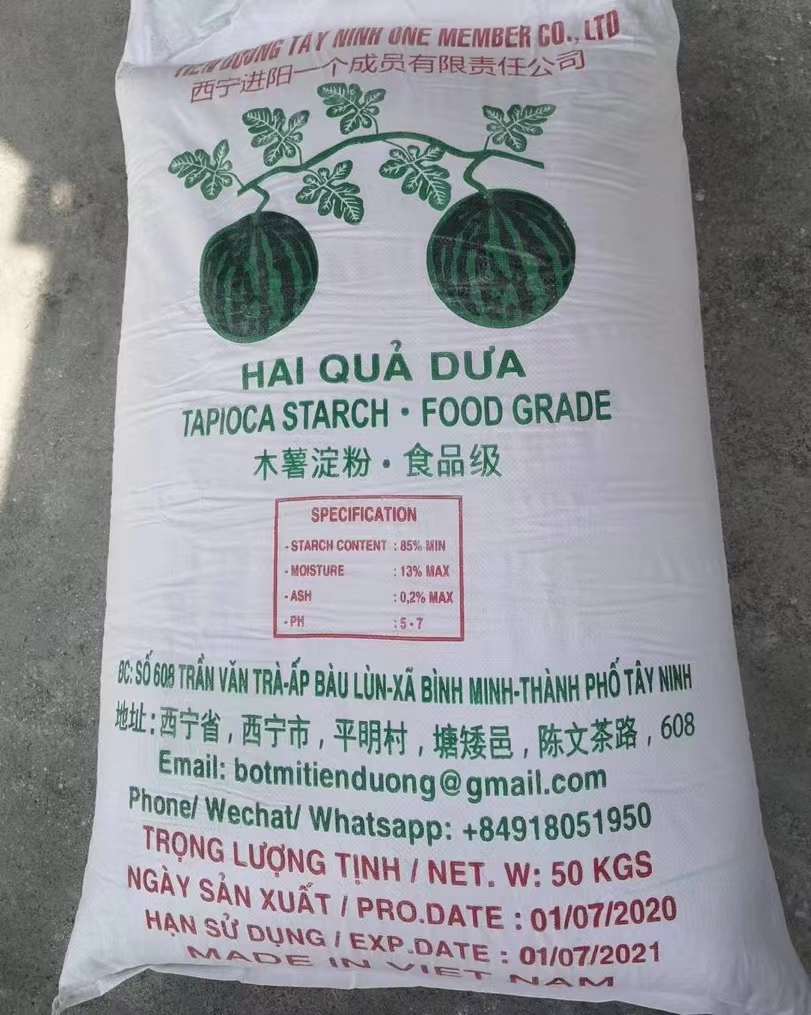 TIẾN DƯƠNG TÂY NINH ONE MEMBER CO., LTD
西宁进阳一个成员有限责任公司
HAI QUẢ DƯA
TAPIOCA STARCH • FOOD GRADE
木薯淀粉 • 食品级
SPECIFICATION
- STARCH CONTENT : 85% MIN
- MOISTURE : 13% MAX
- ASH : 0,2% MAX
- PH : 5 - 7
ĐC: SỐ 608 TRẦN VĂN TRÀ-ẤP BÀU LÙN-XÃ BÌNH MINH-THÀNH PHỐ TÂY NINH
地址：西宁省，西宁市，平明村，塘矮邑，陈文茶路，608
Email: botmitienduong@gmail.com
Phone/ Wechat/ Whatsapp: +84918051950
TRỌNG LƯỢNG TỊNH / NET. W: 50 KGS
NGÀY SẢN XUẤT / PRO.DATE : 01/07/2020
HẠN SỬ DỤNG / EXP.DATE : 01/07/2021
MADE IN VIET NAM